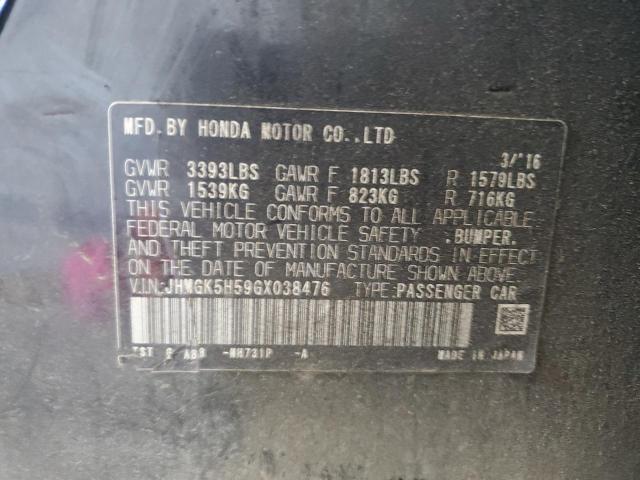 MFD.BY HONDA MOTOR CO.,LTD 3/'16
GVWR 3393LBS GAWR F 1813LBS R 1579LBS
GVWR 1539KG GAWR F 823KG R 716KG
THIS VEHICLE CONFORMS TO ALL APPLICABLE
FEDERAL MOTOR VEHICLE SAFETY ,BUMPER,
AND THEFT PREVENTION STANDARDS IN EFFECT
ON THE DATE OF MANUFACTURE SHOWN ABOVE.
V.I.N:JHMGK5H59GX038476 TYPE:PASSENGER CAR
-NH731P -A MADE IN JAPAN